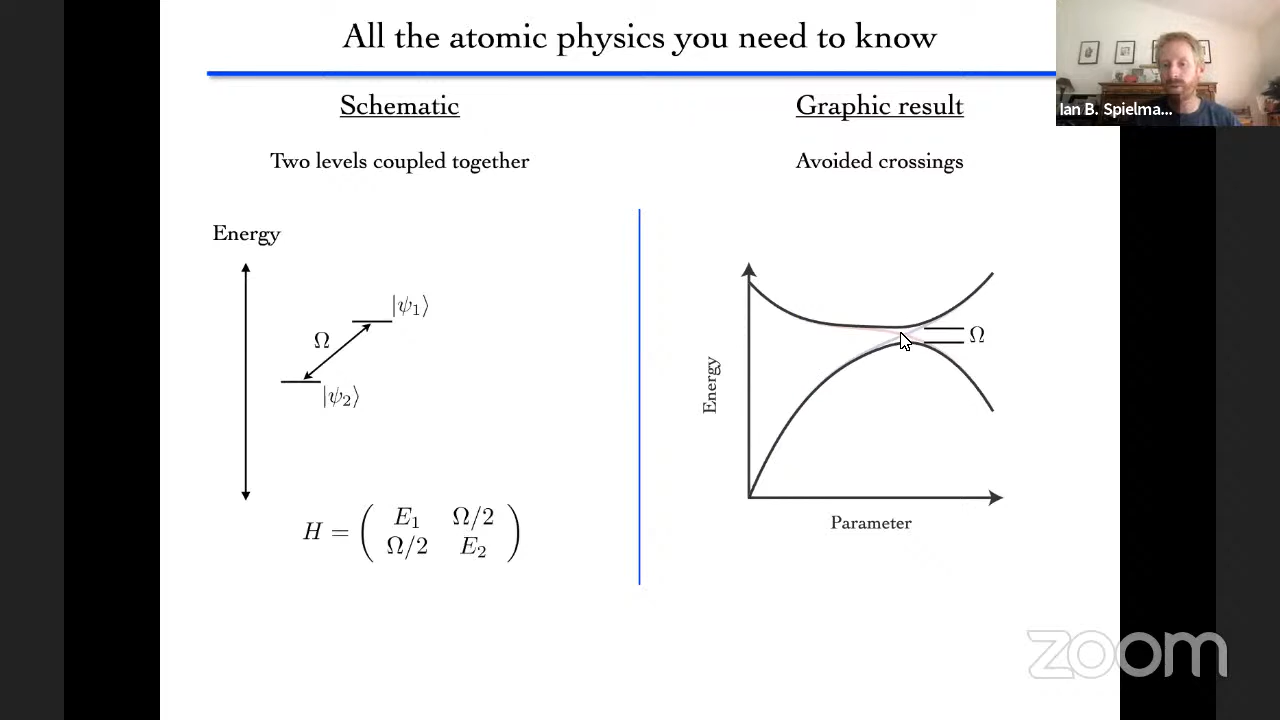 All the atomic physics you need to know
Ian B. Spielma...
Schematic
Two levels coupled together
Energy
|ψ₁⟩
Ω
|ψ₂⟩
H = ( E₁ Ω/2
Ω/2 E₂ )
Graphic result
Avoided crossings
Ω
Energy
Parameter
zoom